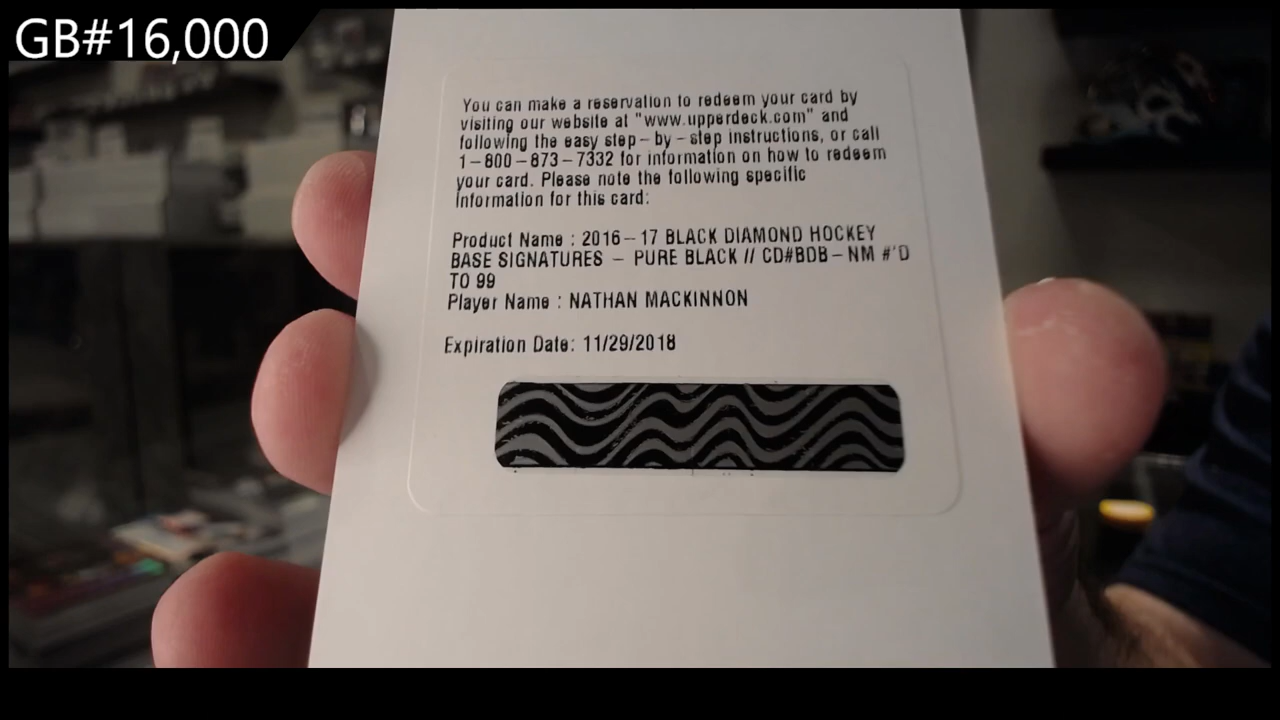 GB#16,000
You can make a reservation to redeem your card by
visiting our website at "www.upperdeck.com" and
following the easy step-by-step instructions, or call
1-800-873-7332 for information on how to redeem
your card. Please note the following specific
information for this card:
Product Name : 2016-17 BLACK DIAMOND HOCKEY
BASE SIGNATURES - PURE BLACK // CD#BDB-NM #'D
TO 99
Player Name : NATHAN MACKINNON
Expiration Date: 11/29/2018